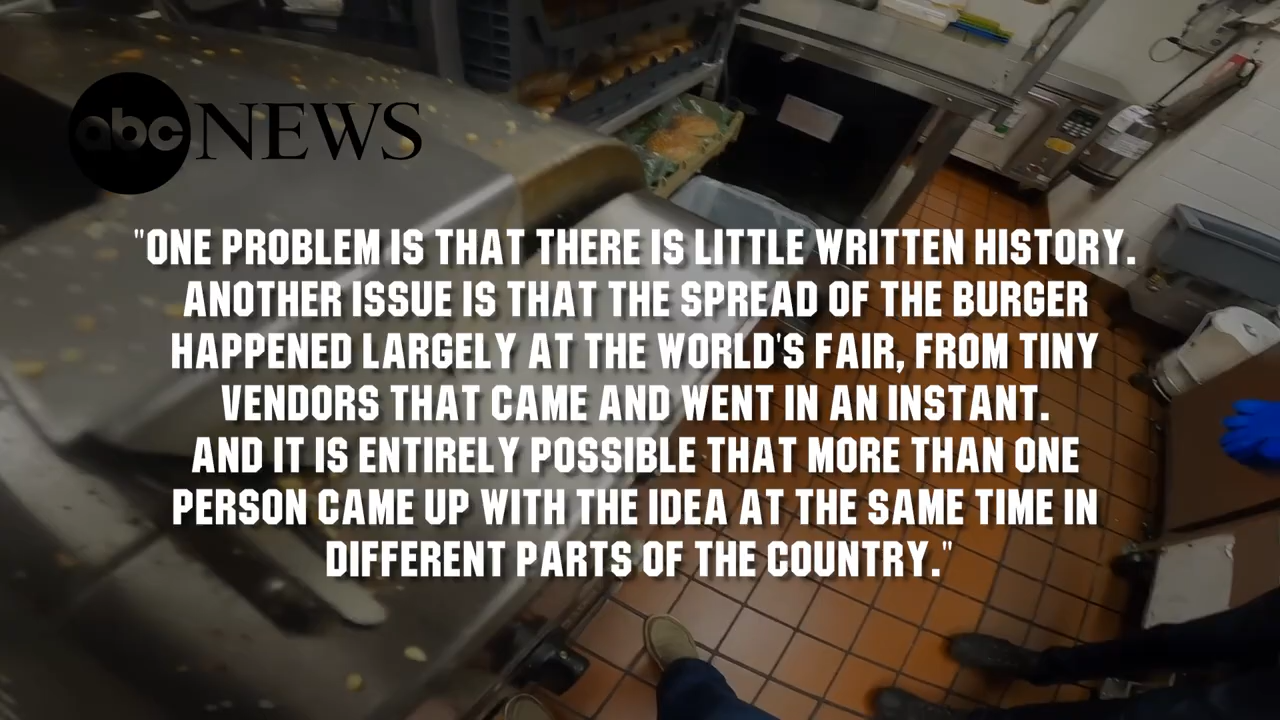 abc NEWS
"ONE PROBLEM IS THAT THERE IS LITTLE WRITTEN HISTORY.
ANOTHER ISSUE IS THAT THE SPREAD OF THE BURGER
HAPPENED LARGELY AT THE WORLD'S FAIR, FROM TINY
VENDORS THAT CAME AND WENT IN AN INSTANT.
AND IT IS ENTIRELY POSSIBLE THAT MORE THAN ONE
PERSON CAME UP WITH THE IDEA AT THE SAME TIME IN
DIFFERENT PARTS OF THE COUNTRY."